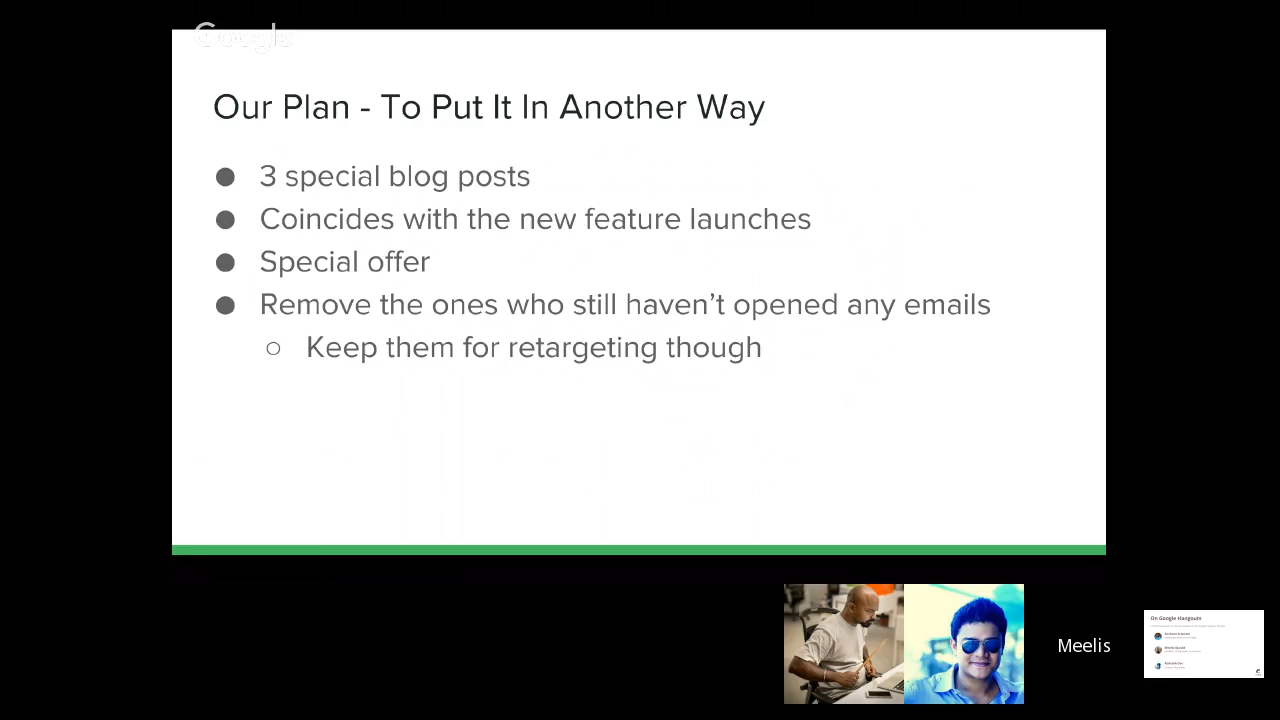 Google
Our Plan - To Put It In Another Way
● 3 special blog posts
● Coincides with the new feature launches
● Special offer
● Remove the ones who still haven’t opened any emails
○ Keep them for retargeting though
Meelis
On Google Hangouts